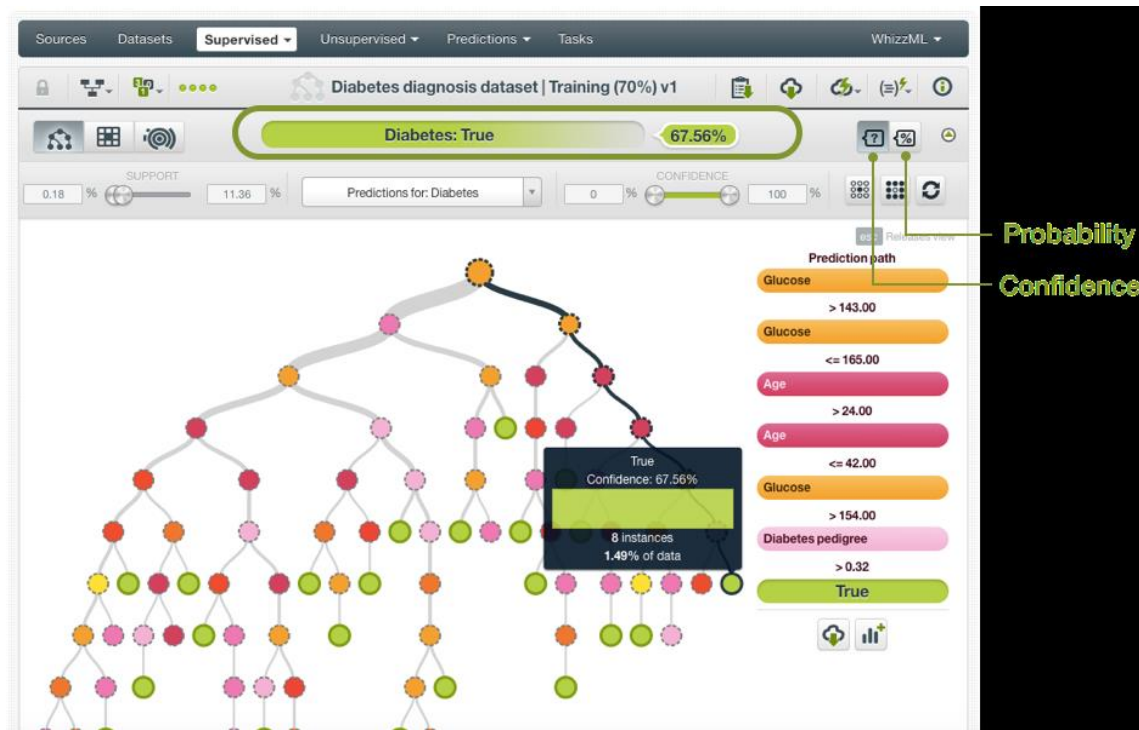 Sources Datasets Supervised Unsupervised Predictions Tasks WhizzML
Diabetes diagnosis dataset | Training (70%) v1
Diabetes: True 67.56%
SUPPORT CONFIDENCE
0.18 % 11.36 % Predictions for: Diabetes 0 % 100 %
esc Releases view
Probability
Prediction path
Glucose
Confidence
> 143.00
Glucose
<= 165.00
Age
> 24.00
Age
<= 42.00
Glucose
> 154.00
Diabetes pedigree
> 0.32
True
True
Confidence: 67.56%
8 instances
1.49% of data